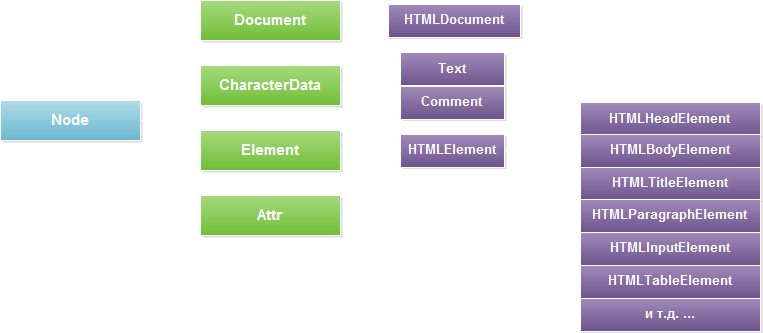 Node
Document
CharacterData
Element
Attr
HTMLDocument
Text
Comment
HTMLElement
HTMLHeadElement
HTMLBodyElement
HTMLTitleElement
HTMLParagraphElement
HTMLInputElement
HTMLTableElement
и т.д. ...